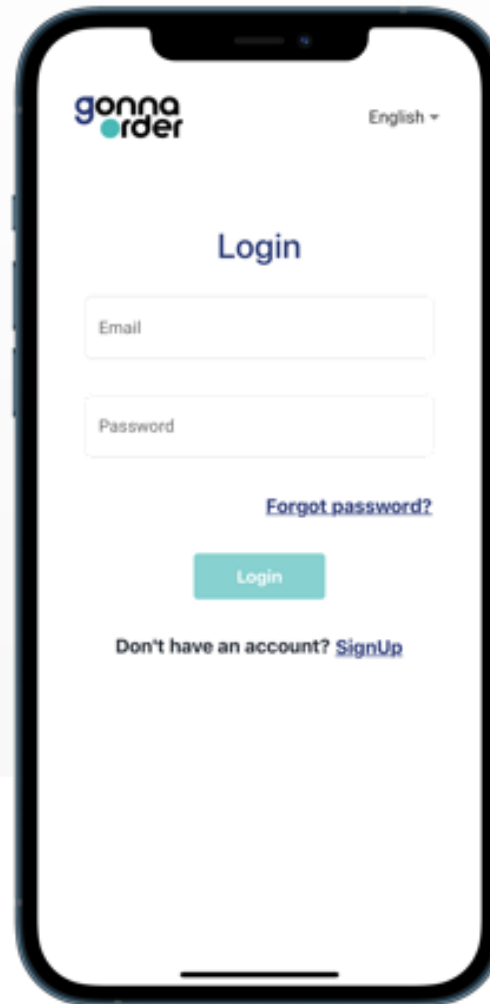 gonna
order
English
Login
Email
Password
Forgot password?
Login
Don't have an account? SignUp